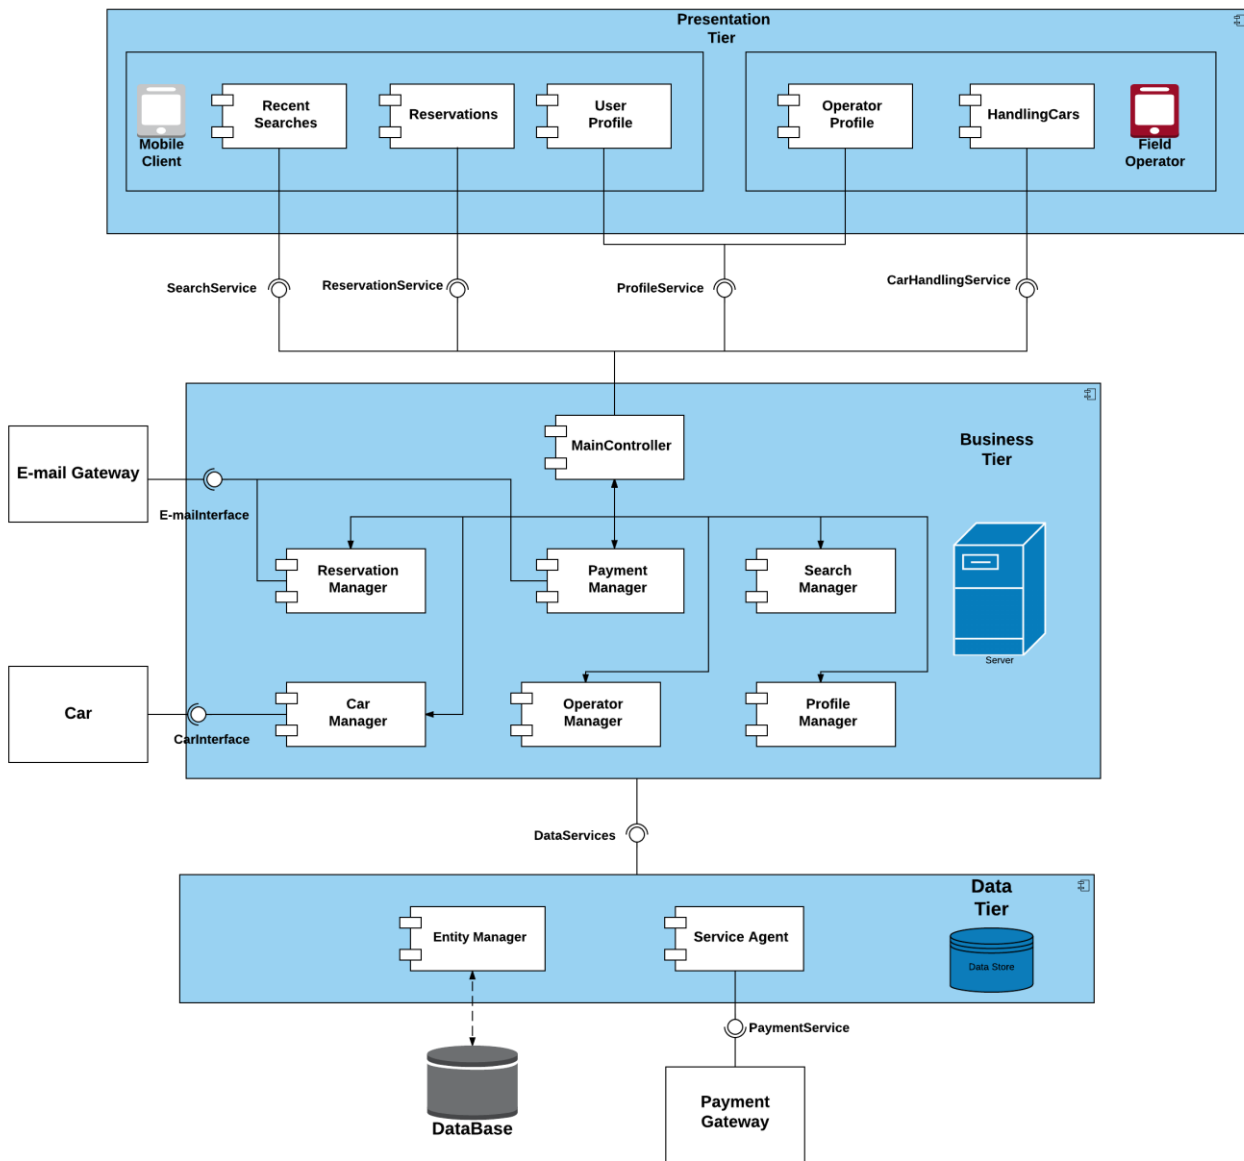 Presentation
Tier
Mobile
Client
Recent
Searches
Reservations
User
Profile
Operator
Profile
HandlingCars
Field
Operator
SearchService
ReservationService
ProfileService
CarHandlingService
E-mail Gateway
E-mailInterface
MainController
Business
Tier
Reservation
Manager
Payment
Manager
Search
Manager
Server
Car
CarInterface
Car
Manager
Operator
Manager
Profile
Manager
DataServices
Data
Tier
Entity Manager
Service Agent
Data Store
PaymentService
DataBase
Payment
Gateway